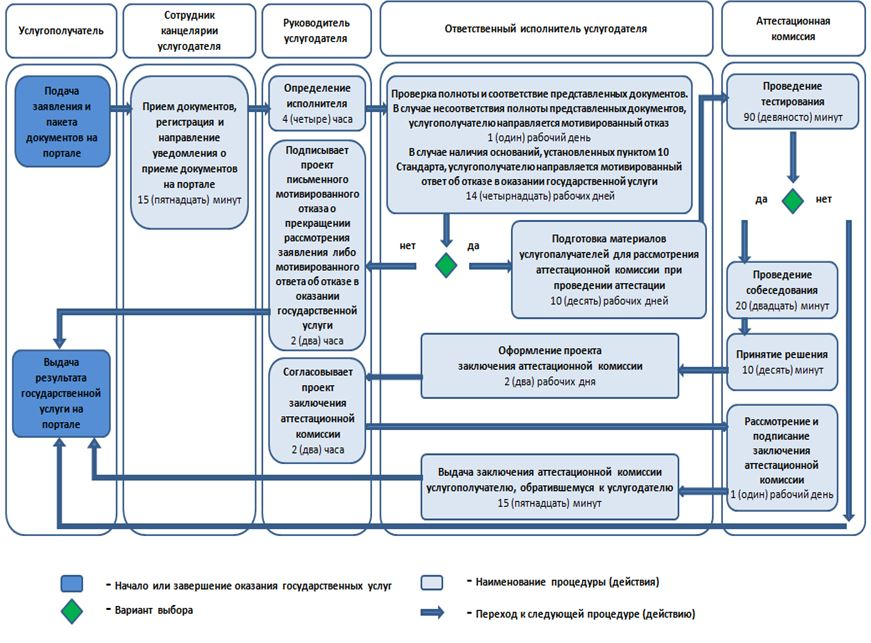 Услугополучатель
Сотрудник
канцелярии
услугодателя
Руководитель
услугодателя
Ответственный исполнитель услугодателя
Аттестационная
комиссия
Подача
заявления и
пакета
документов на
портале
Прием документов,
регистрация и
направление
уведомления о
приеме документов
на портале
15 (пятнадцать) минут
Определение
исполнителя
4 (четыре) часа
Подписывает
проект
письменного
мотивированного
отказа о
прекращении
рассмотрения
заявления либо
мотивированного
ответа об отказе в
оказании
государственной
услуги
2 (два) часа
Проверка полноты и соответствие представленных документов.
В случае несоответствия полноты представленных документов,
услугополучателю направляется мотивированный отказ
1 (один) рабочий день
В случае наличия оснований, установленных пунктом 10
Стандарта, услугополучателю направляется мотивированный
ответ об отказе в оказании государственной услуги
14 (четырнадцать) рабочих дней
нет
да
Подготовка материалов
услугопалучателей для рассмотрения
аттестационной комиссии при
проведении аттестации
10 (десять) рабочих дней
Проведение
тестирования
90 (девяносто) минут
да
нет
Проведение
собеседования
20 (двадцать) минут
Принятие решения
10 (десять) минут
Оформление проекта
заключения аттестационной комиссии
2 (два) рабочих дня
Согласовывает
проект
заключения
аттестационной
комиссии
2 (два) часа
Рассмотрение и
подписание
заключения
аттестационной
комиссии
1 (один) рабочий день
Выдача заключения аттестационной комиссии
услугополучателю, обратившемуся к услугодателю
15 (пятнадцать) минут
Выдача
результата
государственной
услуги на
портале
- Начало или завершение оказания государственных услуг
- Вариант выбора
- Наименование процедуры (действия)
- Переход к следующей процедуре (действию)